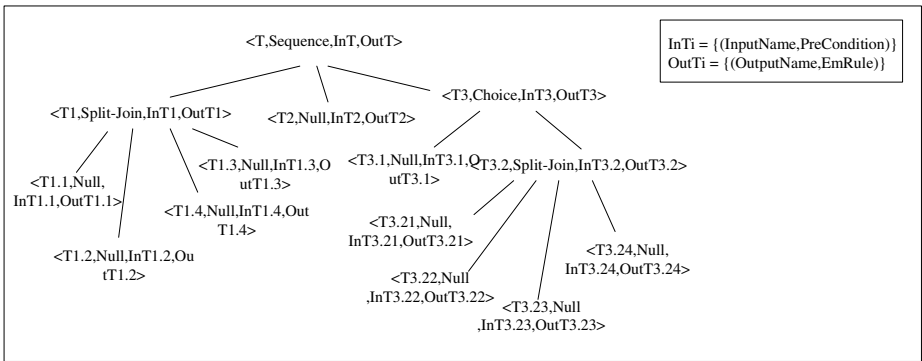 <T,Sequence,InT,OutT>
InTi = {(InputName,PreCondition)}
OutTi = {(OutputName,EmRule)}
<T1,Split-Join,InT1,OutT1>
<T2,Null,InT2,OutT2>
<T3,Choice,InT3,OutT3>
<T1.1,Null,
InT1.1,OutT1.1>
<T1.2,Null,InT1.2,Ou
tT1.2>
<T1.4,Null,InT1.4,Out
T1.4>
<T1.3,Null,InT1.3,O
utT1.3>
<T3.1,Null,InT3.1,O
utT3.1>
<T3.2,Split-Join,InT3.2,OutT3.2>
<T3.21,Null,
InT3.21,OutT3.21>
<T3.22,Null
,InT3.22,OutT3.22>
<T3.23,Null
,InT3.23,OutT3.23>
<T3.24,Null,
InT3.24,OutT3.24>